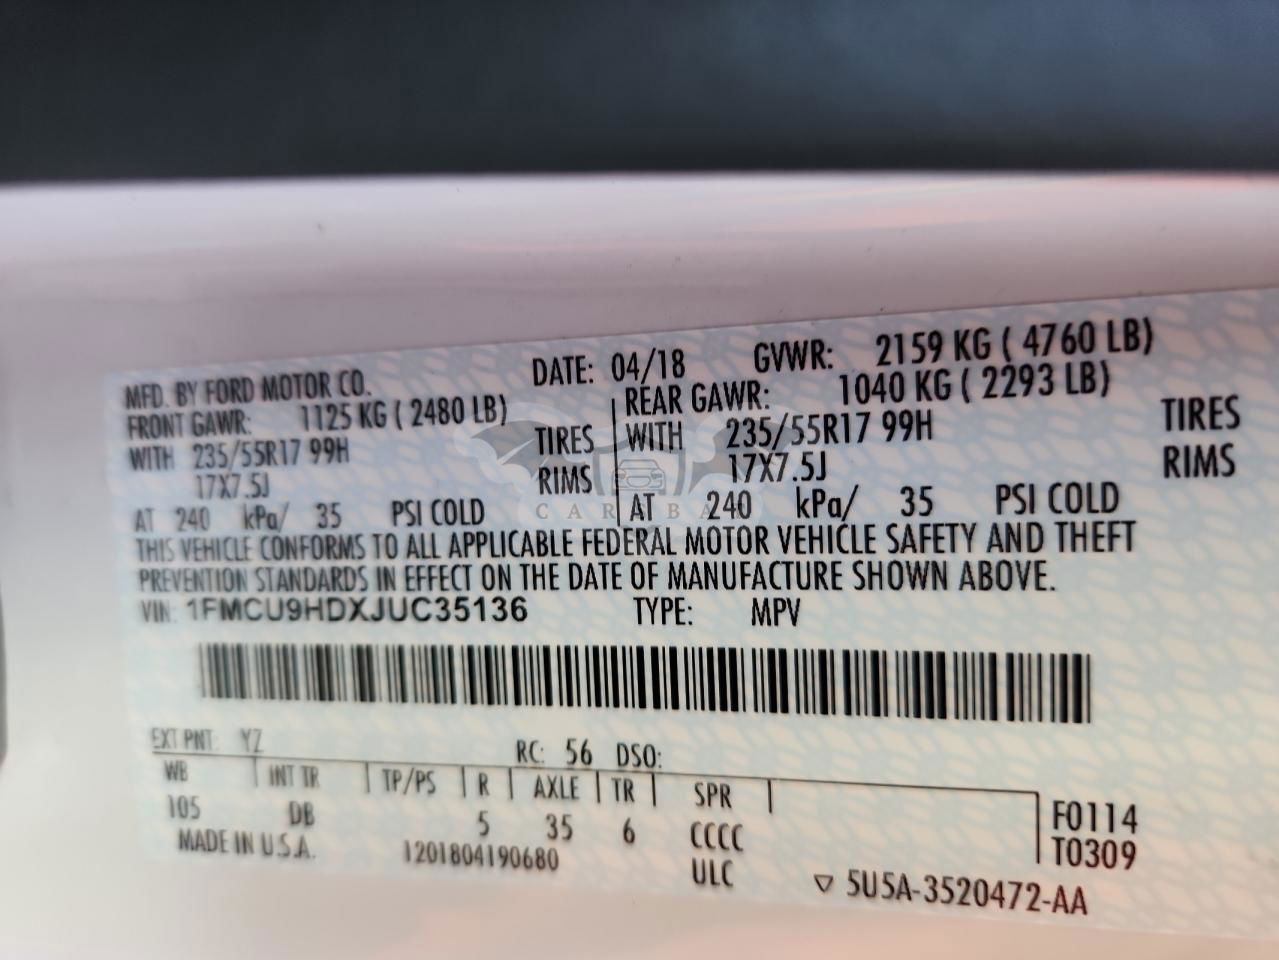 MFD. BY FORD MOTOR CO. DATE: 04/18 GVWR: 2159 KG ( 4760 LB)
FRONT GAWR: 1125 KG ( 2480 LB) REAR GAWR: 1040 KG ( 2293 LB)
WITH 235/55R17 99H TIRES WITH 235/55R17 99H TIRES
17X7.5J RIMS 17X7.5J RIMS
AT 240 kPa/ 35 PSI COLD AT 240 kPa/ 35 PSI COLD
THIS VEHICLE CONFORMS TO ALL APPLICABLE FEDERAL MOTOR VEHICLE SAFETY AND THEFT
PREVENTION STANDARDS IN EFFECT ON THE DATE OF MANUFACTURE SHOWN ABOVE.
VIN: 1FMCU9HDXJUC35136 TYPE: MPV
EXT PNT: YZ RC: 56 DSO:
WB INT TR TP/PS R AXLE TR SPR
105 DB 5 35 6 CCCC F0114
MADE IN U.S.A. 1201804190680 ULC T0309
5U5A-3520472-AA